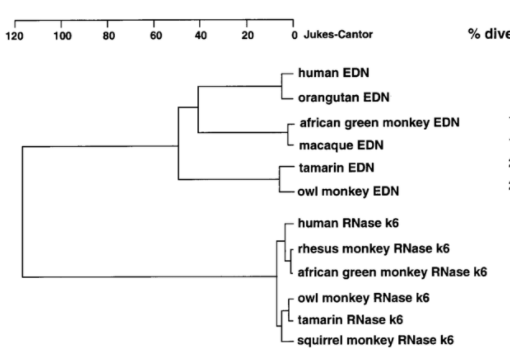 120 100 80 60 40 20 0 Jukes-Cantor % dive
human EDN
orangutan EDN
african green monkey EDN
macaque EDN
tamarin EDN
owl monkey EDN
human RNase k6
rhesus monkey RNase k6
african green monkey RNase k6
owl monkey RNase k6
tamarin RNase k6
squirrel monkey RNase k6